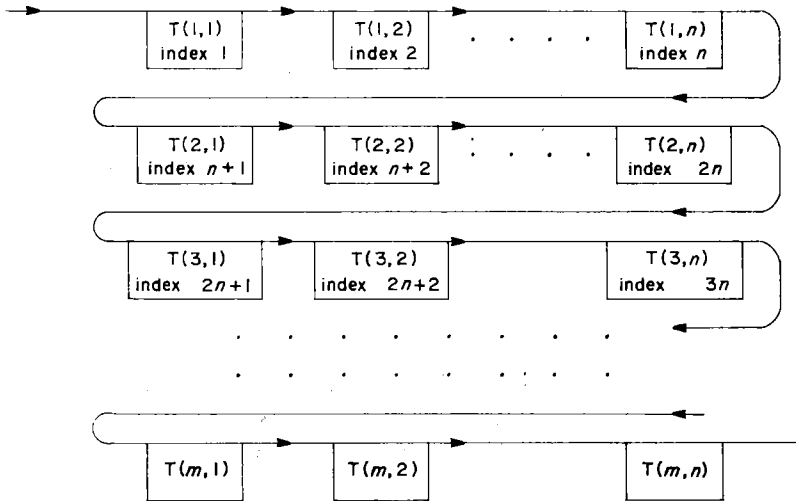 T(1,1) T(1,2) . . . . T(1,n)
index 1 index 2 index n
T(2,1) T(2,2) . . . . T(2,n)
index n+1 index n+2 index 2n
T(3,1) T(3,2) T(3,n)
index 2n+1 index 2n+2 index 3n
. . . . . . . .
. . . . . . . .
T(m,1) T(m,2) T(m,n)